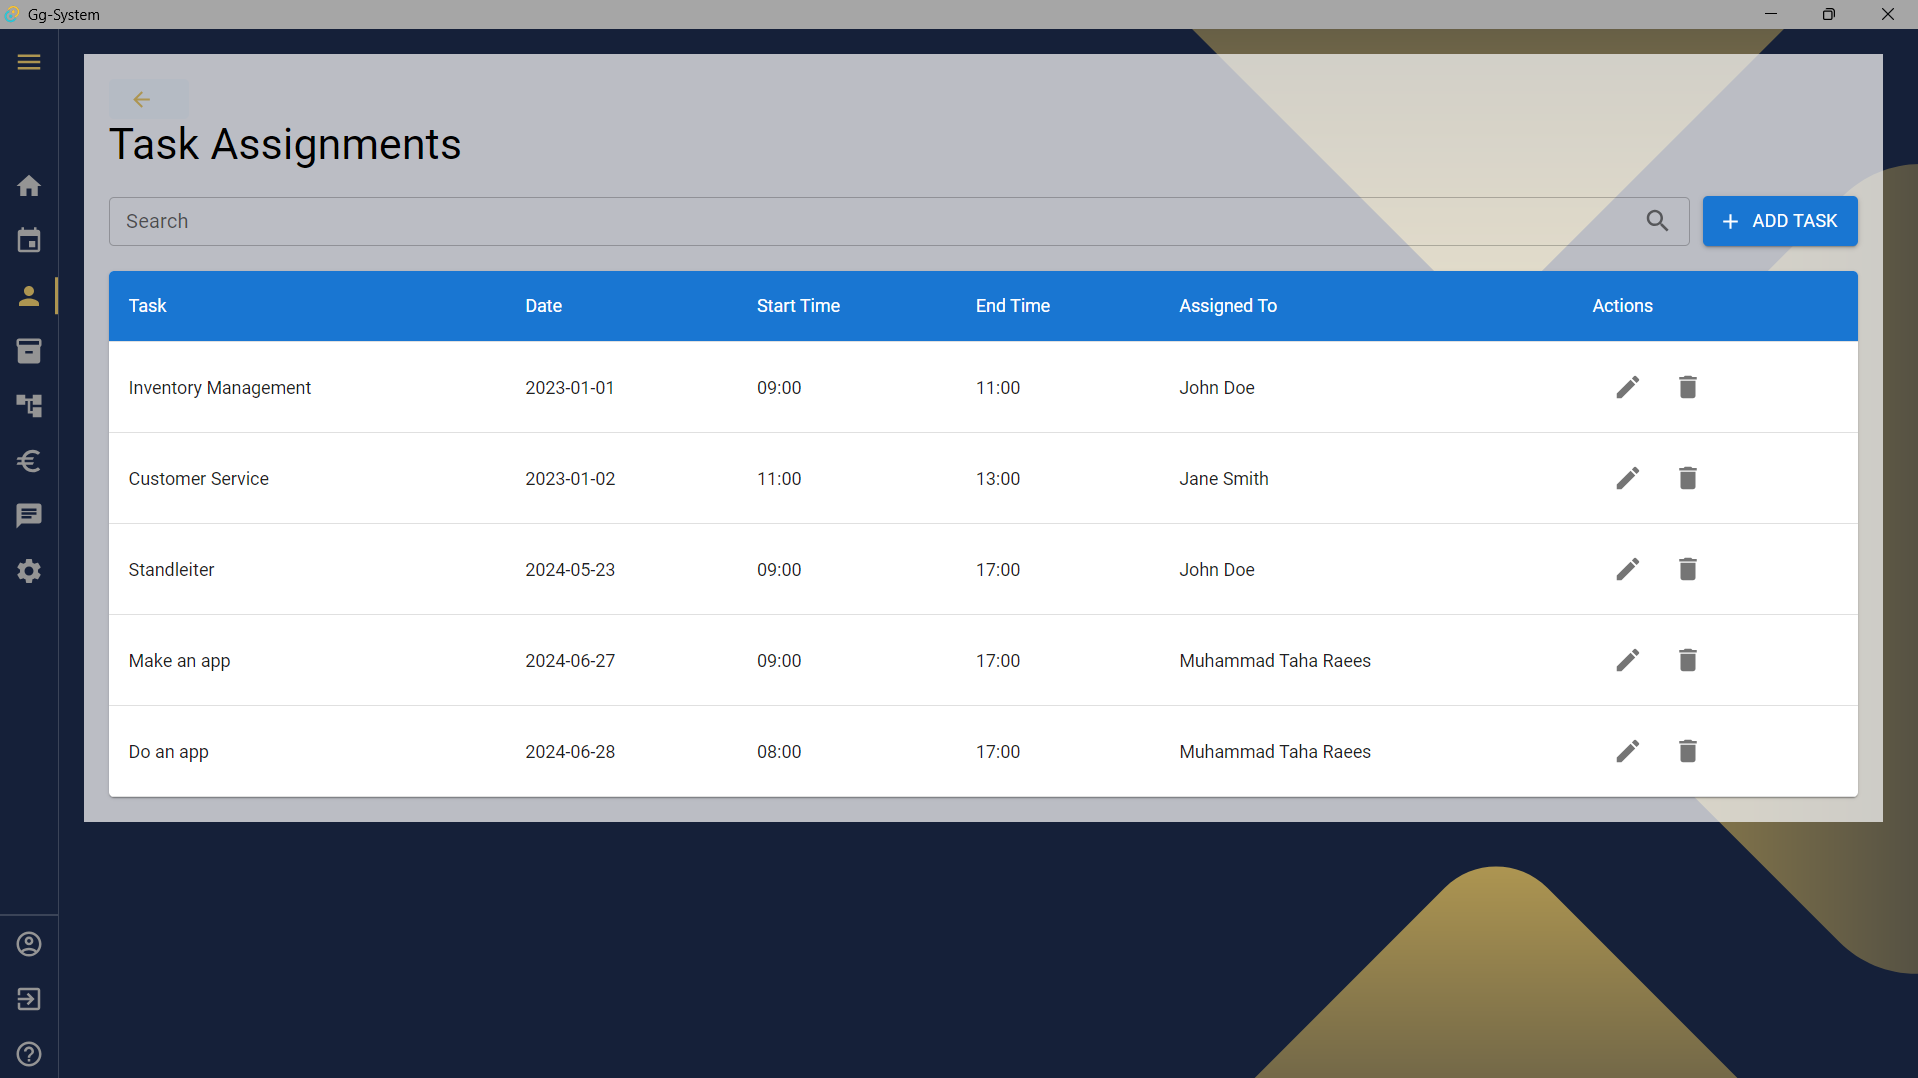 Gg-System
Task Assignments
Search
ADD TASK
Task Date Start Time End Time Assigned To Actions
Inventory Management 2023-01-01 09:00 11:00 John Doe
Customer Service 2023-01-02 11:00 13:00 Jane Smith
Standleiter 2024-05-23 09:00 17:00 John Doe
Make an app 2024-06-27 09:00 17:00 Muhammad Taha Raees
Do an app 2024-06-28 08:00 17:00 Muhammad Taha Raees